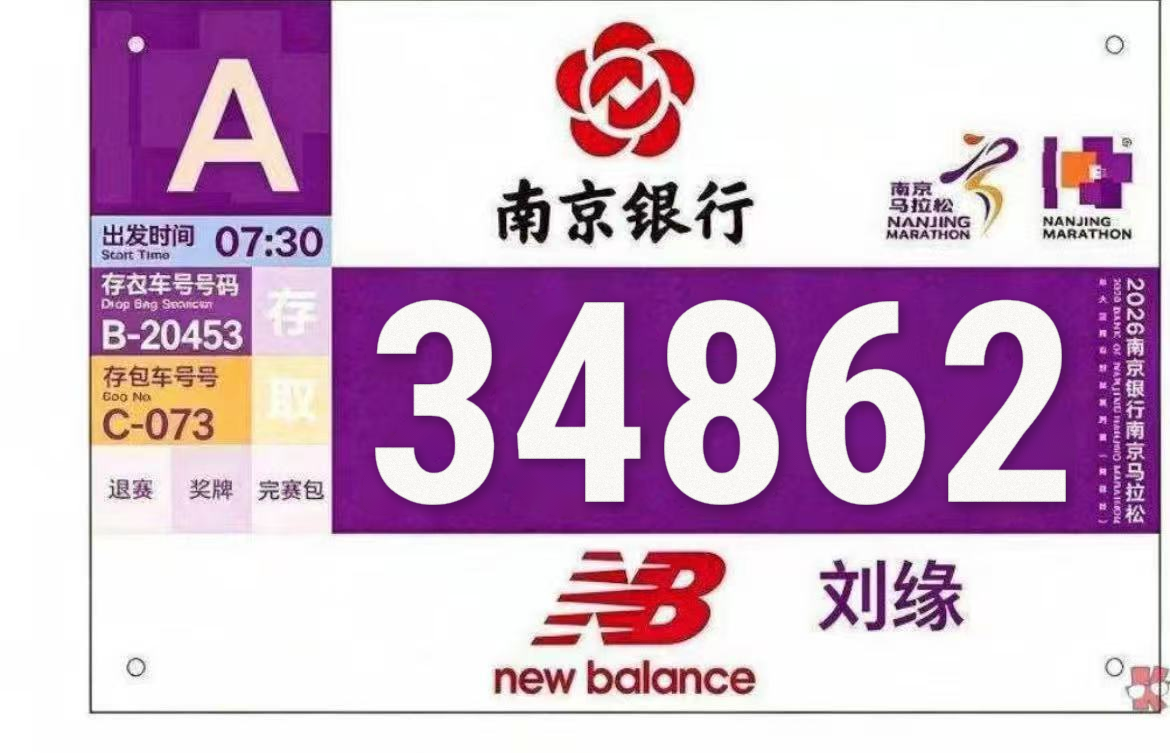 A
出发时间 07:30
Start Time
存衣车号号码
B-20453
存
存包车号号
C-073
取
退赛 奖牌 完赛包
南京银行
南京
马拉松
NANJING
MARATHON
NANJING
MARATHON
34862
2026南京银行南京马拉松
new balance
刘缘